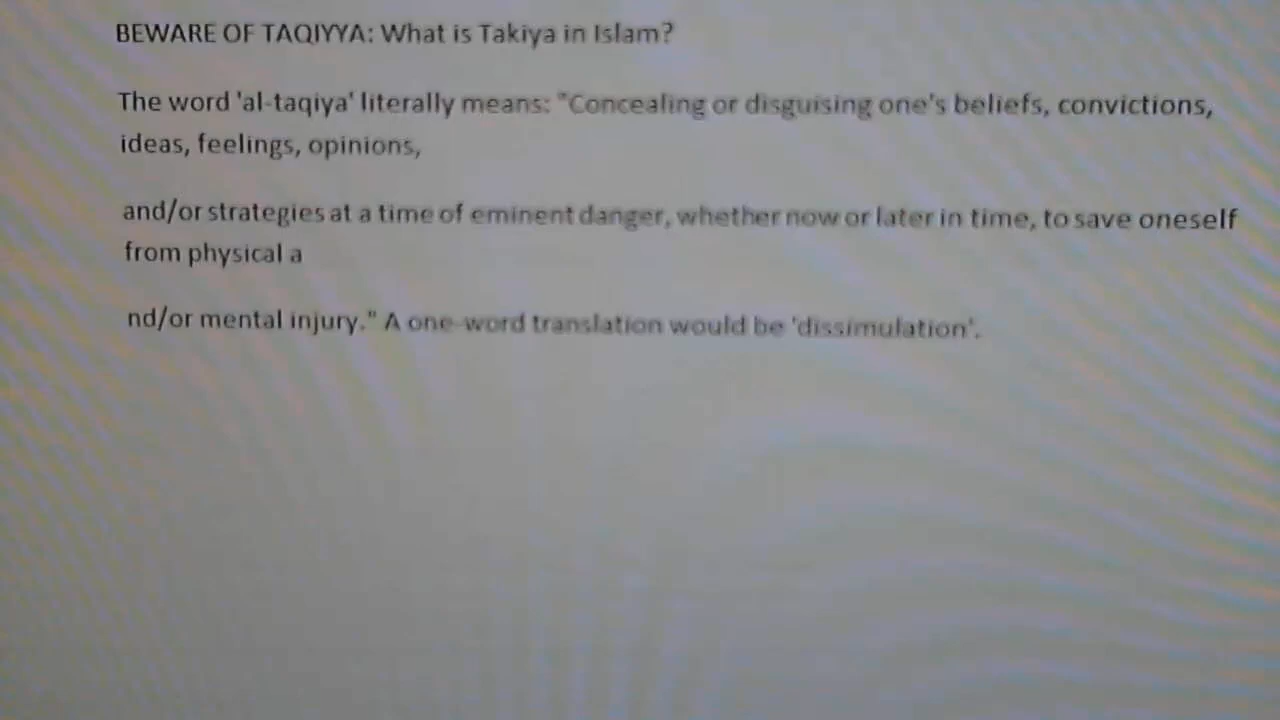 BEWARE OF TAQIYYA: What is Takiya in Islam?
The word 'al-taqiya' literally means: "Concealing or disguising one's beliefs, convictions,
ideas, feelings, opinions,
and/or strategies at a time of eminent danger, whether now or later in time, to save oneself
from physical a
nd/or mental injury." A one-word translation would be 'dissimulation'.